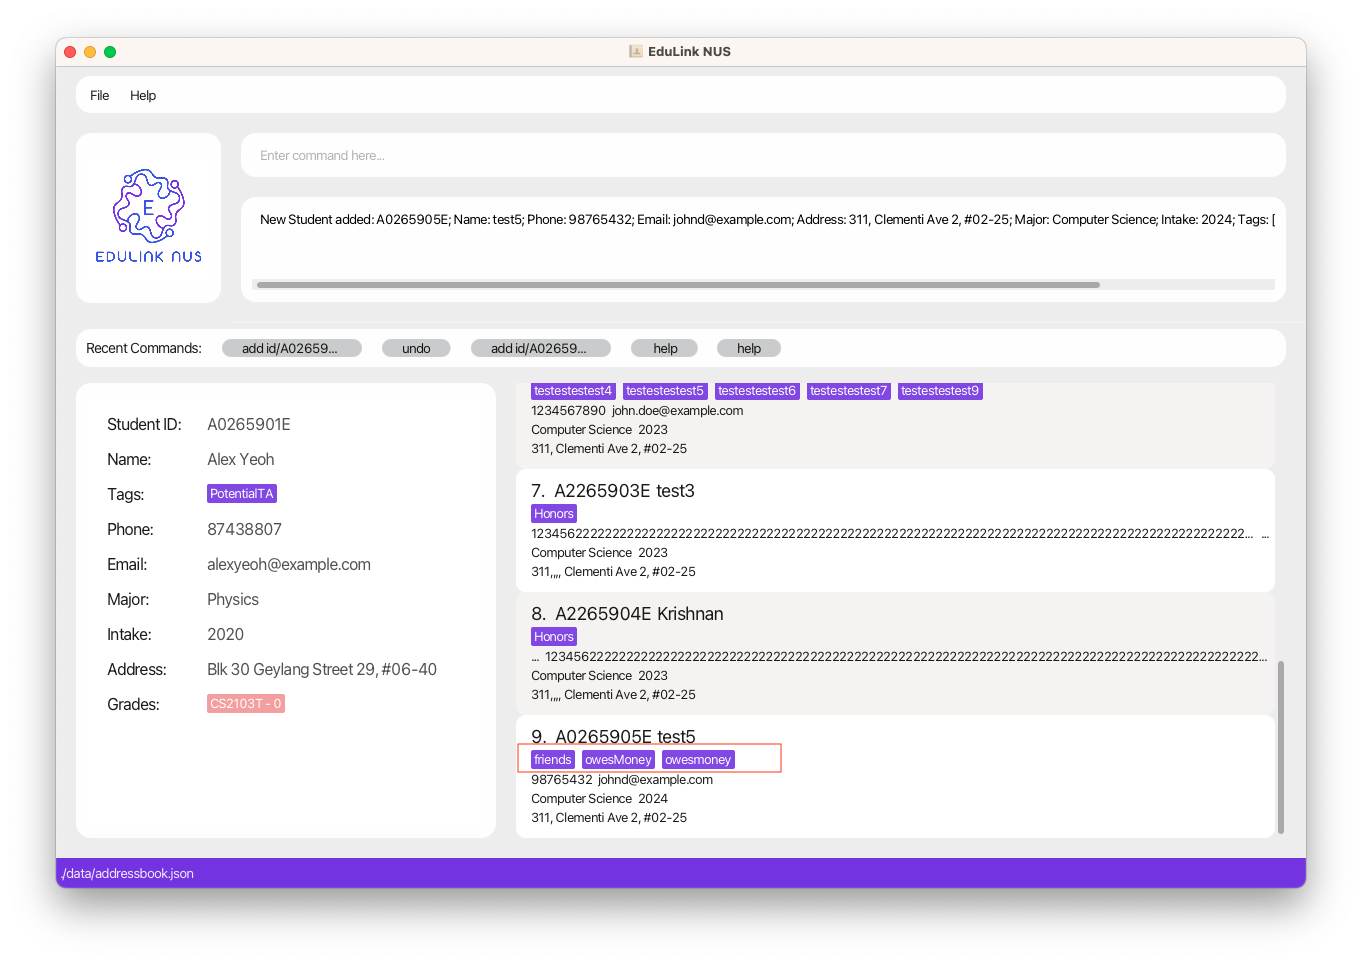 EduLink NUS
File Help
Enter command here...
E
EDULINK NUS
New Student added: A0265905E; Name: test5; Phone: 98765432; Email: johnd@example.com; Address: 311, Clementi Ave 2, #02-25; Major: Computer Science; Intake: 2024; Tags: [
Recent Commands: add id/A02659... undo add id/A02659... help help
Student ID: A0265901E
Name: Alex Yeoh
Tags: PotentialTA
Phone: 87438807
Email: alexyeoh@example.com
Major: Physics
Intake: 2020
Address: Blk 30 Geylang Street 29, #06-40
Grades: CS2103T - 0
testestestest4 testestestest5 testestestest6 testestestest7 testestestest9
1234567890 john.doe@example.com
Computer Science 2023
311, Clementi Ave 2, #02-25
7. A2265903E test3
Honors
Computer Science 2023
311,,,, Clementi Ave 2, #02-25
8. A2265904E Krishnan
Honors
Computer Science 2023
311,,,, Clementi Ave 2, #02-25
9. A0265905E test5
friends owesMoney owesmoney
98765432 johnd@example.com
Computer Science 2024
311, Clementi Ave 2, #02-25
./data/addressbook.json